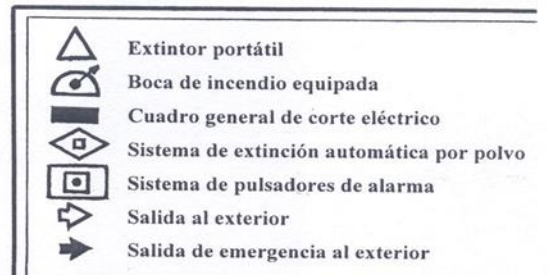 Extintor portátil
Boca de incendio equipada
Cuadro general de corte eléctrico
Sistema de extinción automática por polvo
Sistema de pulsadores de alarma
Salida al exterior
Salida de emergencia al exterior